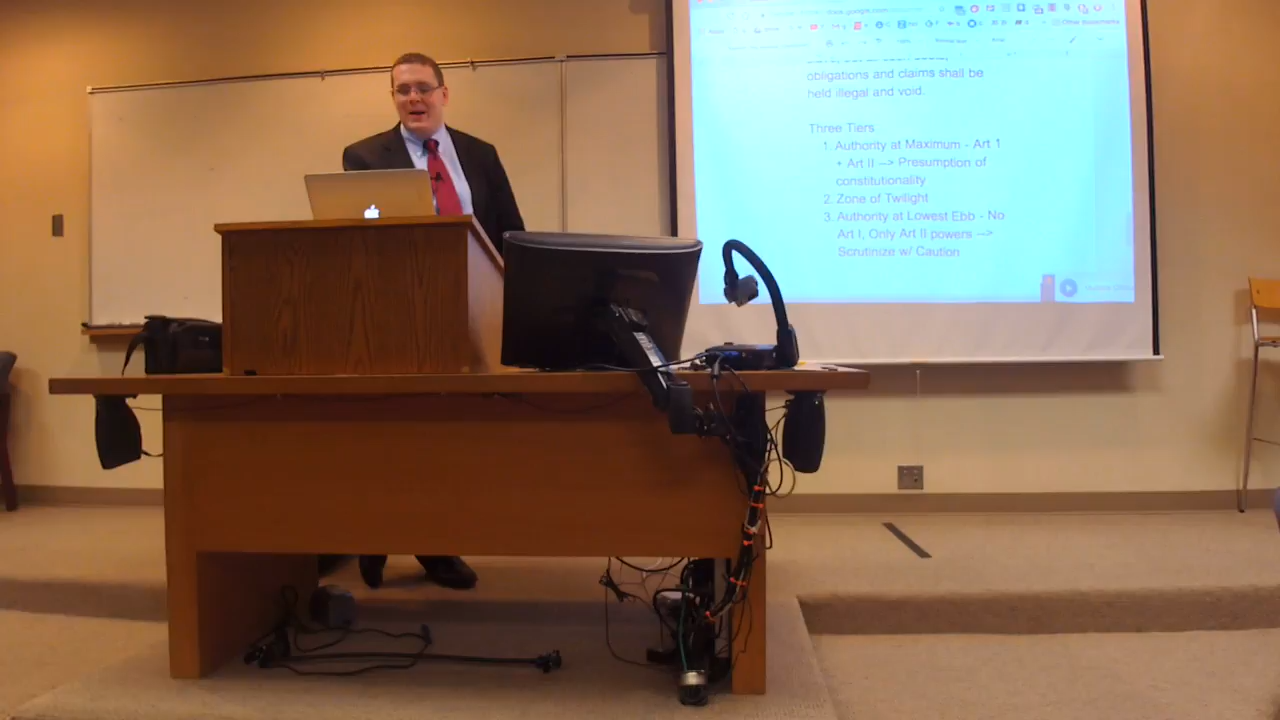 Other Bookmarks
obligations and claims shall be
held illegal and void.
Three Tiers
1. Authority at Maximum - Art 1
+ Art II --> Presumption of
constitutionality
2. Zone of Twilight
3. Authority at Lowest Ebb - No
Art I, Only Art II powers -->
Scrutinize w/ Caution